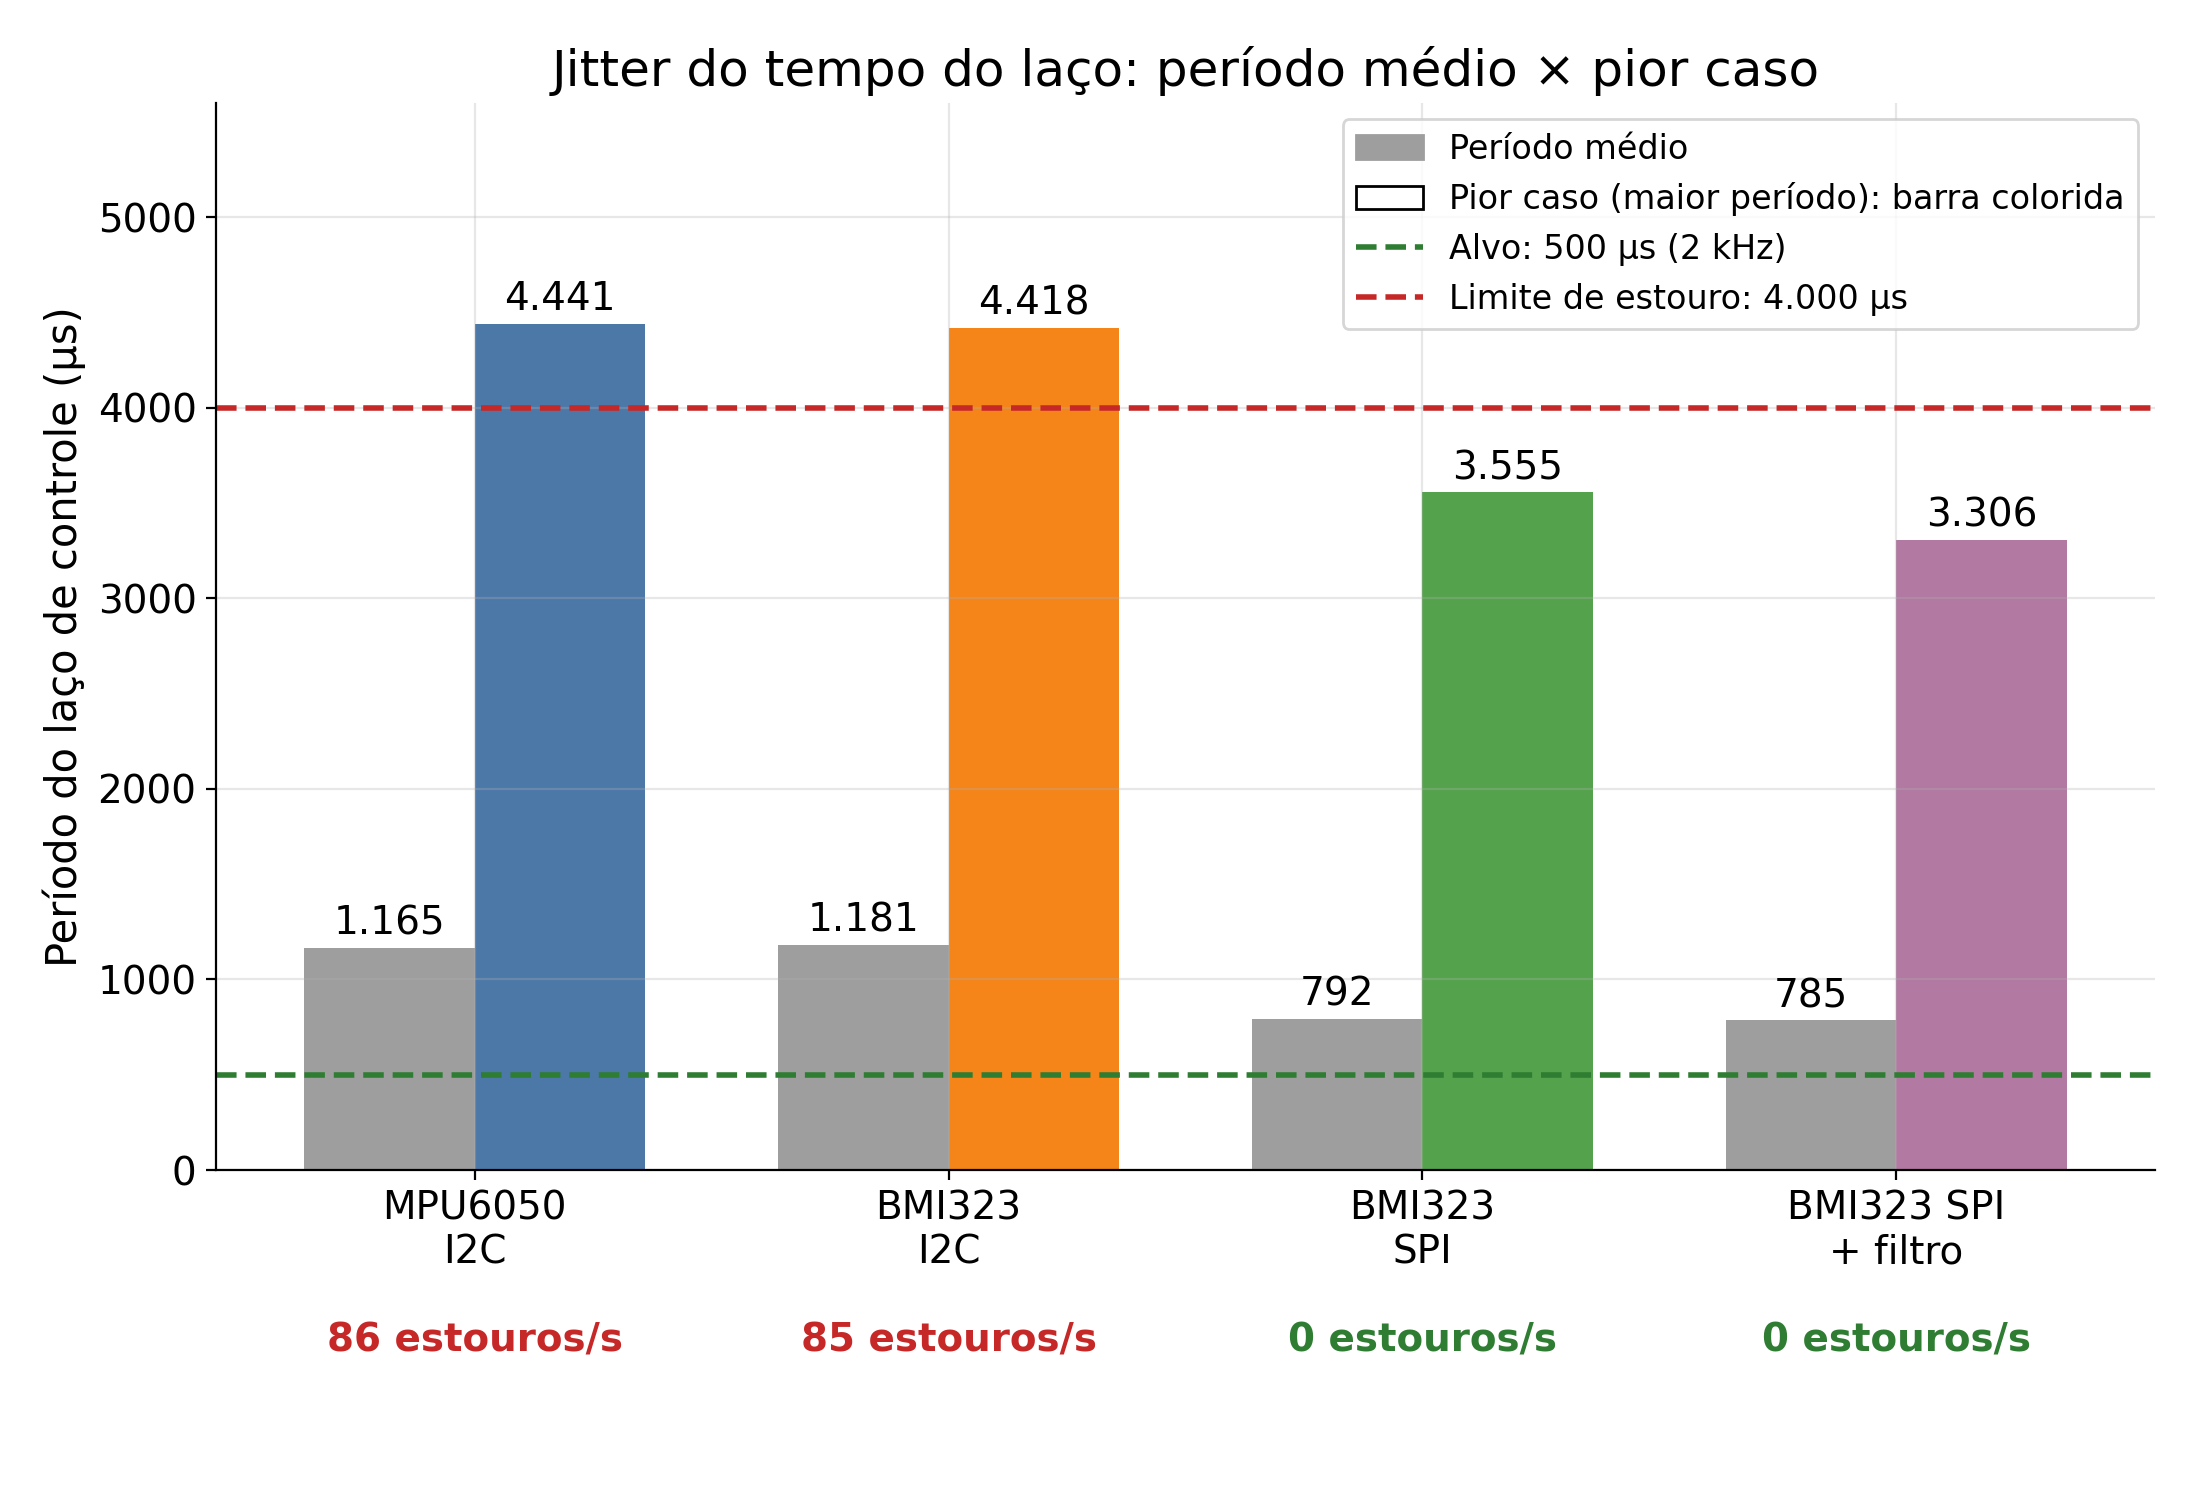 Jitter do tempo do laço: período médio × pior caso
Período médio
Pior caso (maior período): barra colorida
Alvo: 500 µs (2 kHz)
Limite de estouro: 4.000 µs
Período do laço de controle (µs)
5000
4000
3000
2000
1000
0
4.441
4.418
3.555
3.306
1.165
1.181
792
785
MPU6050
I2C
BMI323
I2C
BMI323
SPI
BMI323 SPI
+ filtro
86 estouros/s
85 estouros/s
0 estouros/s
0 estouros/s